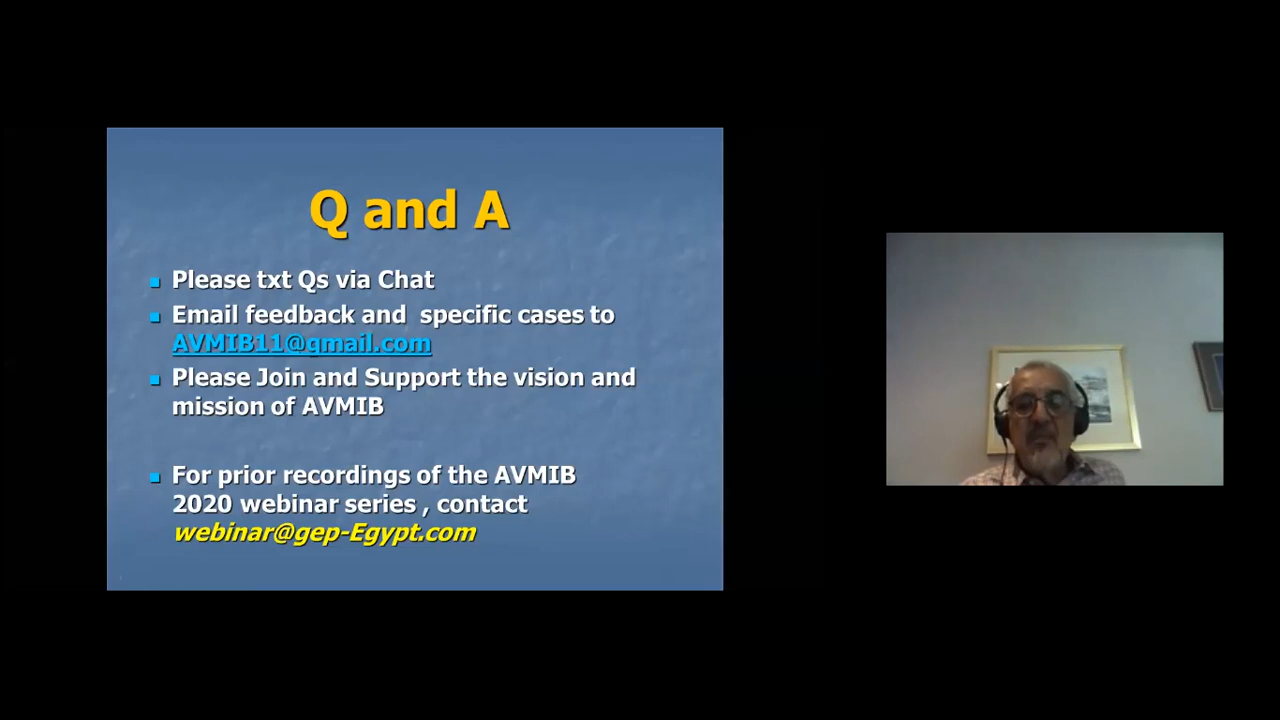 Q and A
Please txt Qs via Chat
Email feedback and specific cases to
AVMIB11@gmail.com
Please Join and Support the vision and
mission of AVMIB
For prior recordings of the AVMIB
2020 webinar series , contact
webinar@gep-Egypt.com